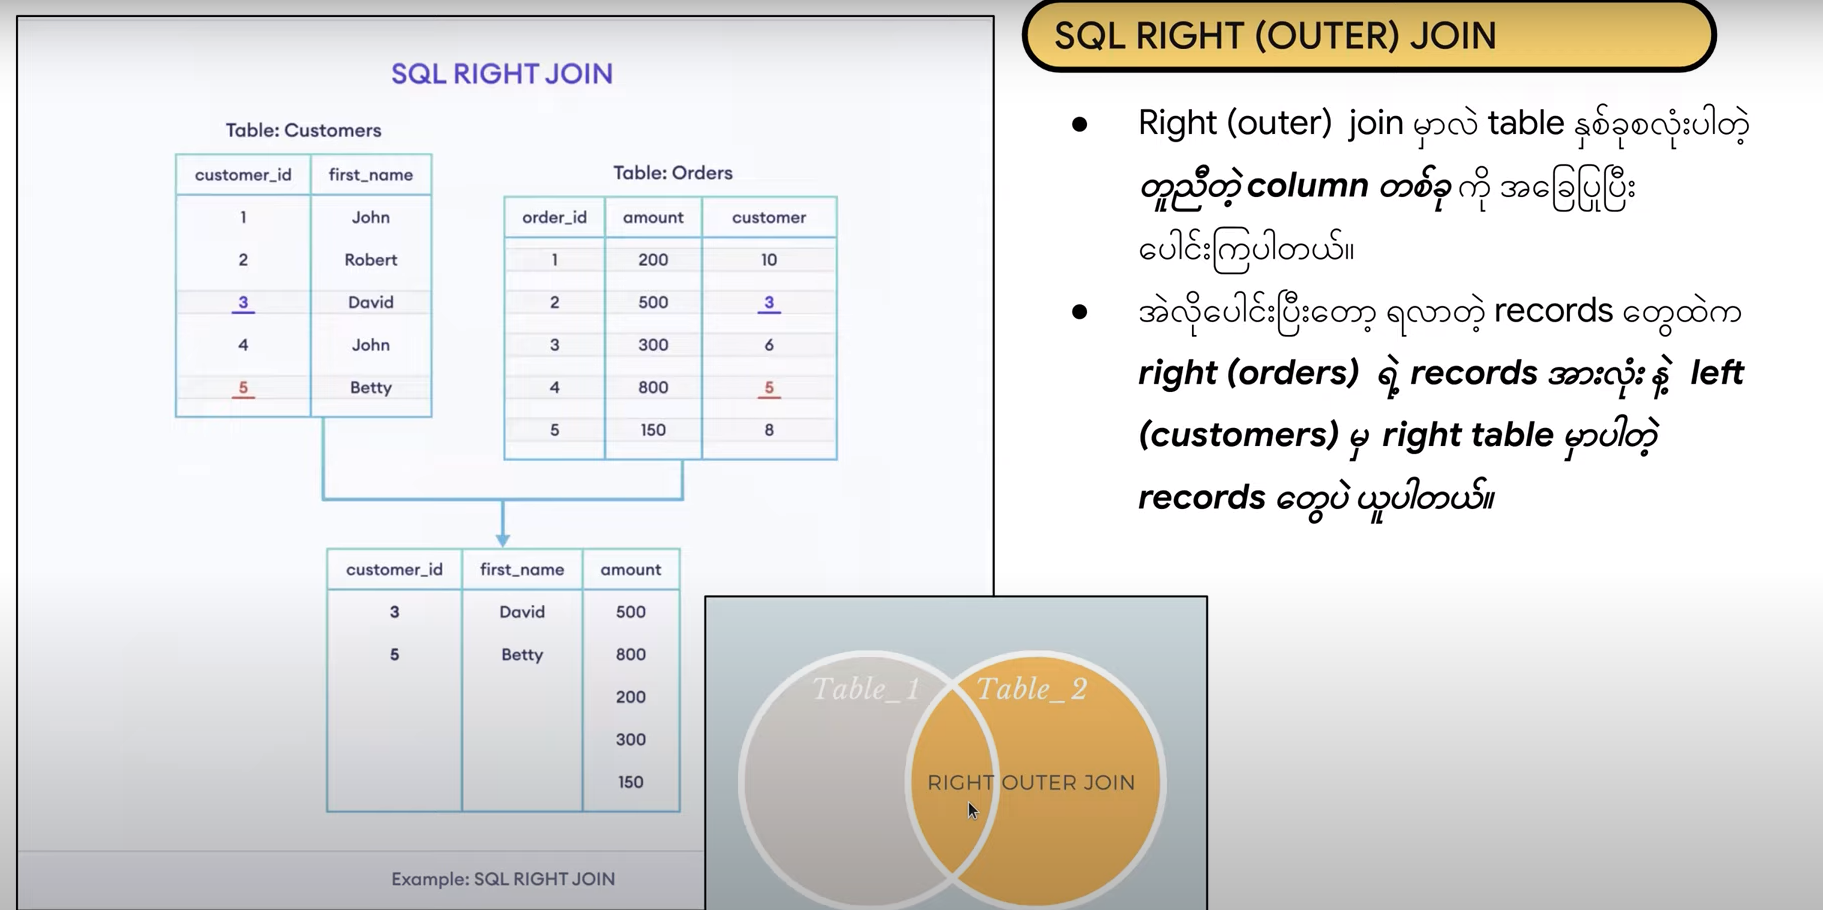 SQL RIGHT JOIN
Table: Customers
customer_id first_name
1 John
2 Robert
3 David
4 John
5 Betty
Table: Orders
order_id amount customer
1 200 10
2 500 3
3 300 6
4 800 5
5 150 8
customer_id first_name amount
3 David 500
5 Betty 800
200
300
150
Example: SQL RIGHT JOIN
SQL RIGHT (OUTER) JOIN
● Right (outer) join မှာလဲ table နှစ်ခုစလုံးပါတဲ့
တူညီတဲ့ column တစ်ခု ကို အခြေပြုပြီး
ပေါင်းကြပါတယ်။
● အဲလိုပေါင်းပြီးတော့ ရလာတဲ့ records တွေထဲက
right (orders) ရဲ့ records အားလုံး နဲ့ left
(customers) မှ right table မှာပါတဲ့
records တွေပဲ ယူပါတယ်။
Table_1 Table_2
RIGHT OUTER JOIN